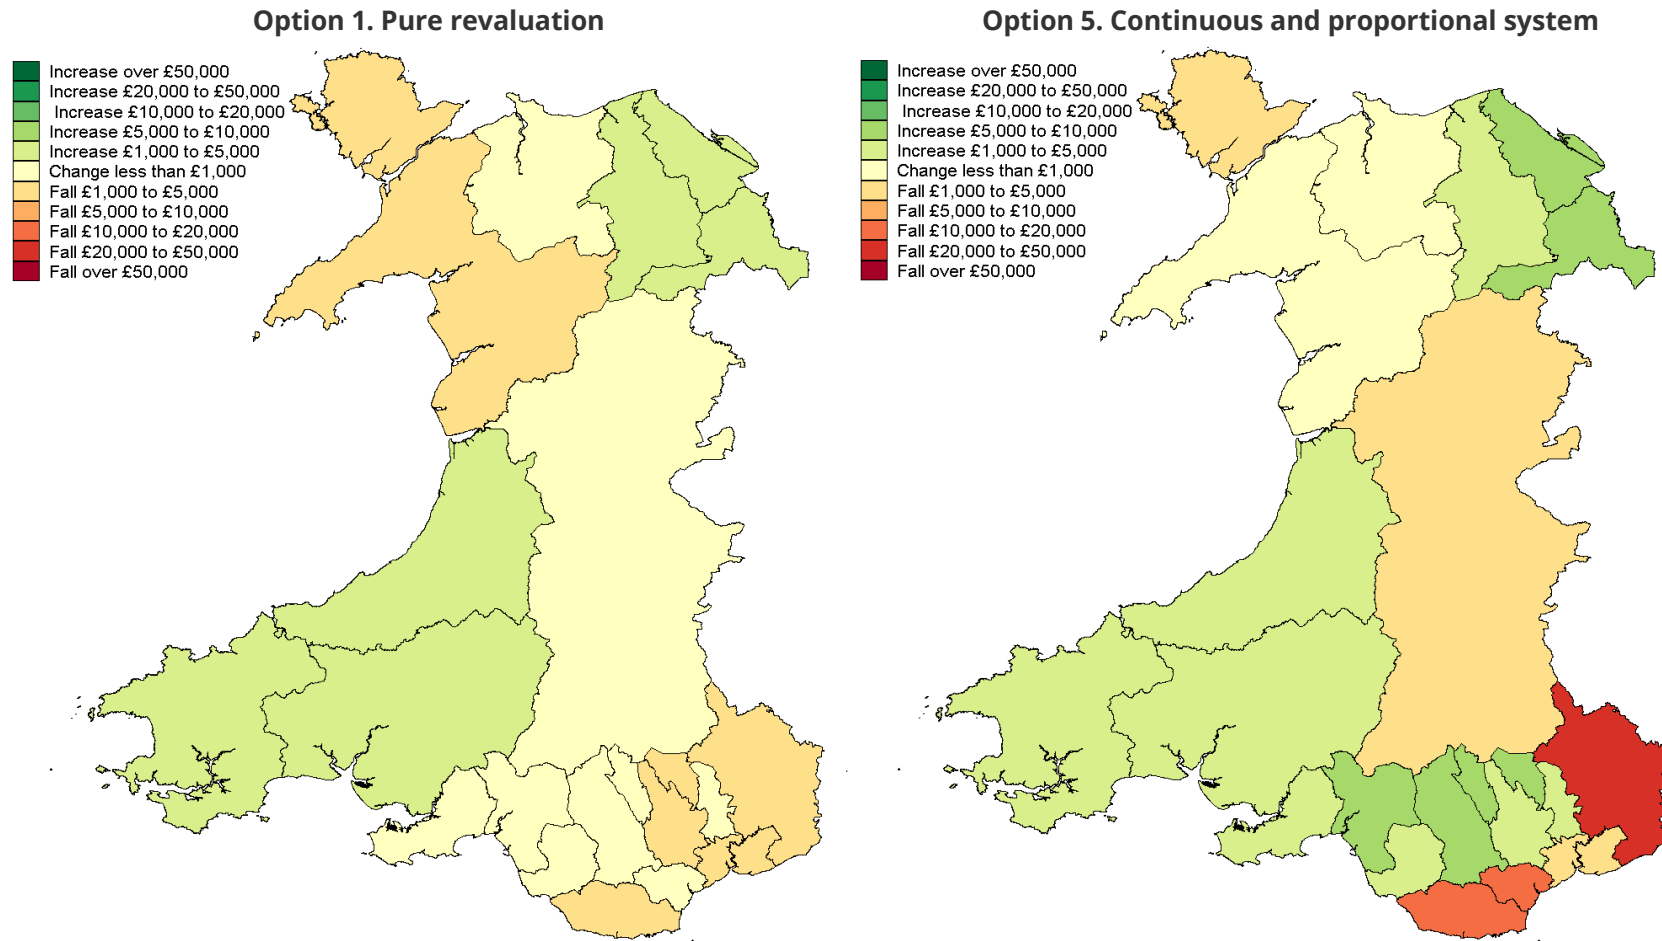 Option 1. Pure revaluation
Increase over £50,000
Increase £20,000 to £50,000
Increase £10,000 to £20,000
Increase £5,000 to £10,000
Increase £1,000 to £5,000
Change less than £1,000
Fall £1,000 to £5,000
Fall £5,000 to £10,000
Fall £10,000 to £20,000
Fall £20,000 to £50,000
Fall over £50,000
Option 5. Continuous and proportional system
Increase over £50,000
Increase £20,000 to £50,000
Increase £10,000 to £20,000
Increase £5,000 to £10,000
Increase £1,000 to £5,000
Change less than £1,000
Fall £1,000 to £5,000
Fall £5,000 to £10,000
Fall £10,000 to £20,000
Fall £20,000 to £50,000
Fall over £50,000